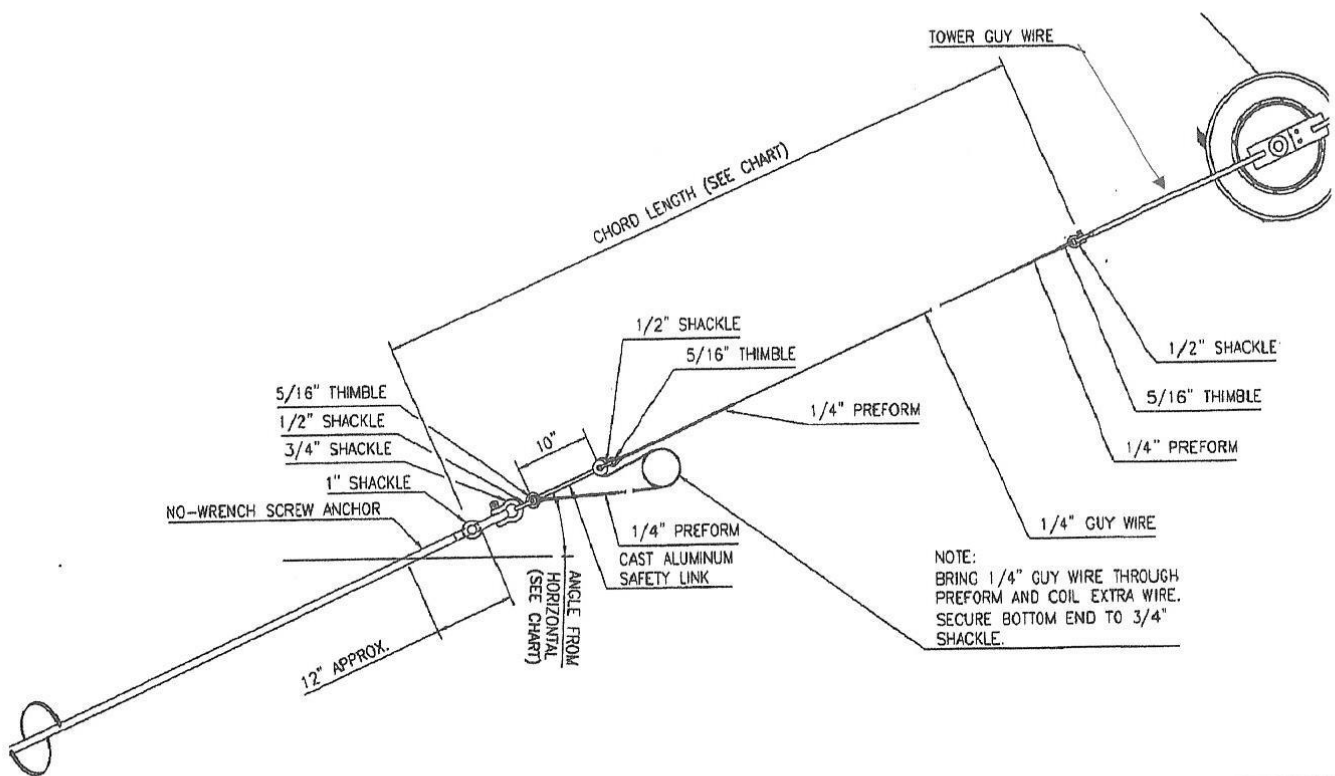 TOWER GUY WIRE
CHORD LENGTH (SEE CHART)
1/2" SHACKLE
5/16" THIMBLE
1/2" SHACKLE
5/16" THIMBLE
1/4" PREFORM
5/16" THIMBLE
1/2" SHACKLE
3/4" SHACKLE
1" SHACKLE
NO-WRENCH SCREW ANCHOR
10"
1/4" PREFORM
1/4" GUY WIRE
1/4" PREFORM
CAST ALUMINUM
SAFETY LINK
ANGLE FROM
HORIZONTAL
(SEE CHART)
12" APPROX.
NOTE:
BRING 1/4" GUY WIRE THROUGH
PREFORM AND COIL EXTRA WIRE.
SECURE BOTTOM END TO 3/4"
SHACKLE.